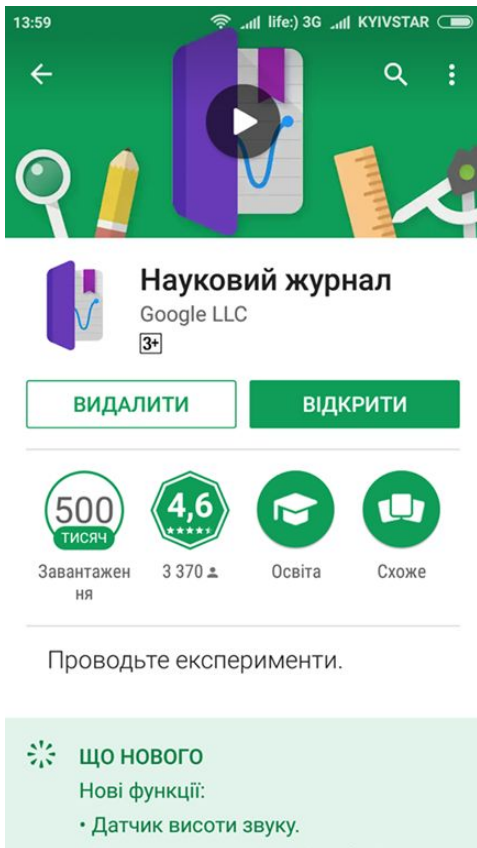 13:59 life:) 3G KYIVSTAR
Науковий журнал
Google LLC
3+
ВИДАЛИТИ ВІДКРИТИ
500 4,6
ТИСЯЧ
Завантажен 3 370 Освіта Схоже
ня
Проводьте експерименти.
ЩО НОВОГО
Нові функції:
• Датчик висоти звуку.